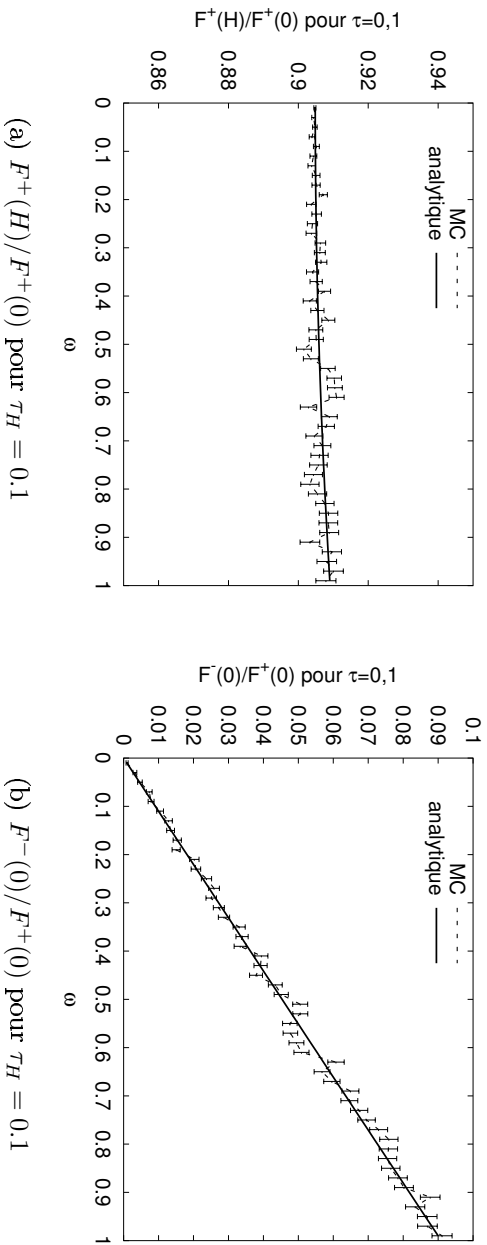 F⁺(H)/F⁺(0) pour τ=0,1
0.94
0.92
0.9
0.88
0.86
MC
analytique
0 0.1 0.2 0.3 0.4 0.5 0.6 0.7 0.8 0.9 1
ω
(a) F⁺(H)/F⁺(0) pour τ_H = 0.1
F⁻(0)/F⁺(0) pour τ=0,1
0.1
0.09
0.08
0.07
0.06
0.05
0.04
0.03
0.02
0.01
0
MC
analytique
0 0.1 0.2 0.3 0.4 0.5 0.6 0.7 0.8 0.9 1
ω
(b) F⁻(0)/F⁺(0) pour τ_H = 0.1